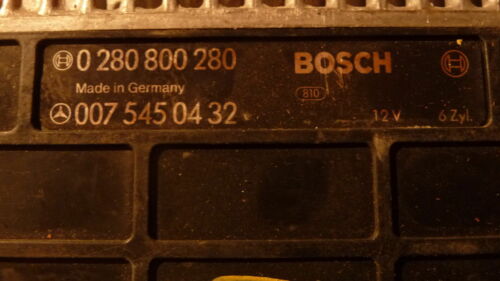 0 280 800 280 BOSCH
Made in Germany 810
007 545 04 32 12 V 6 Zyl.